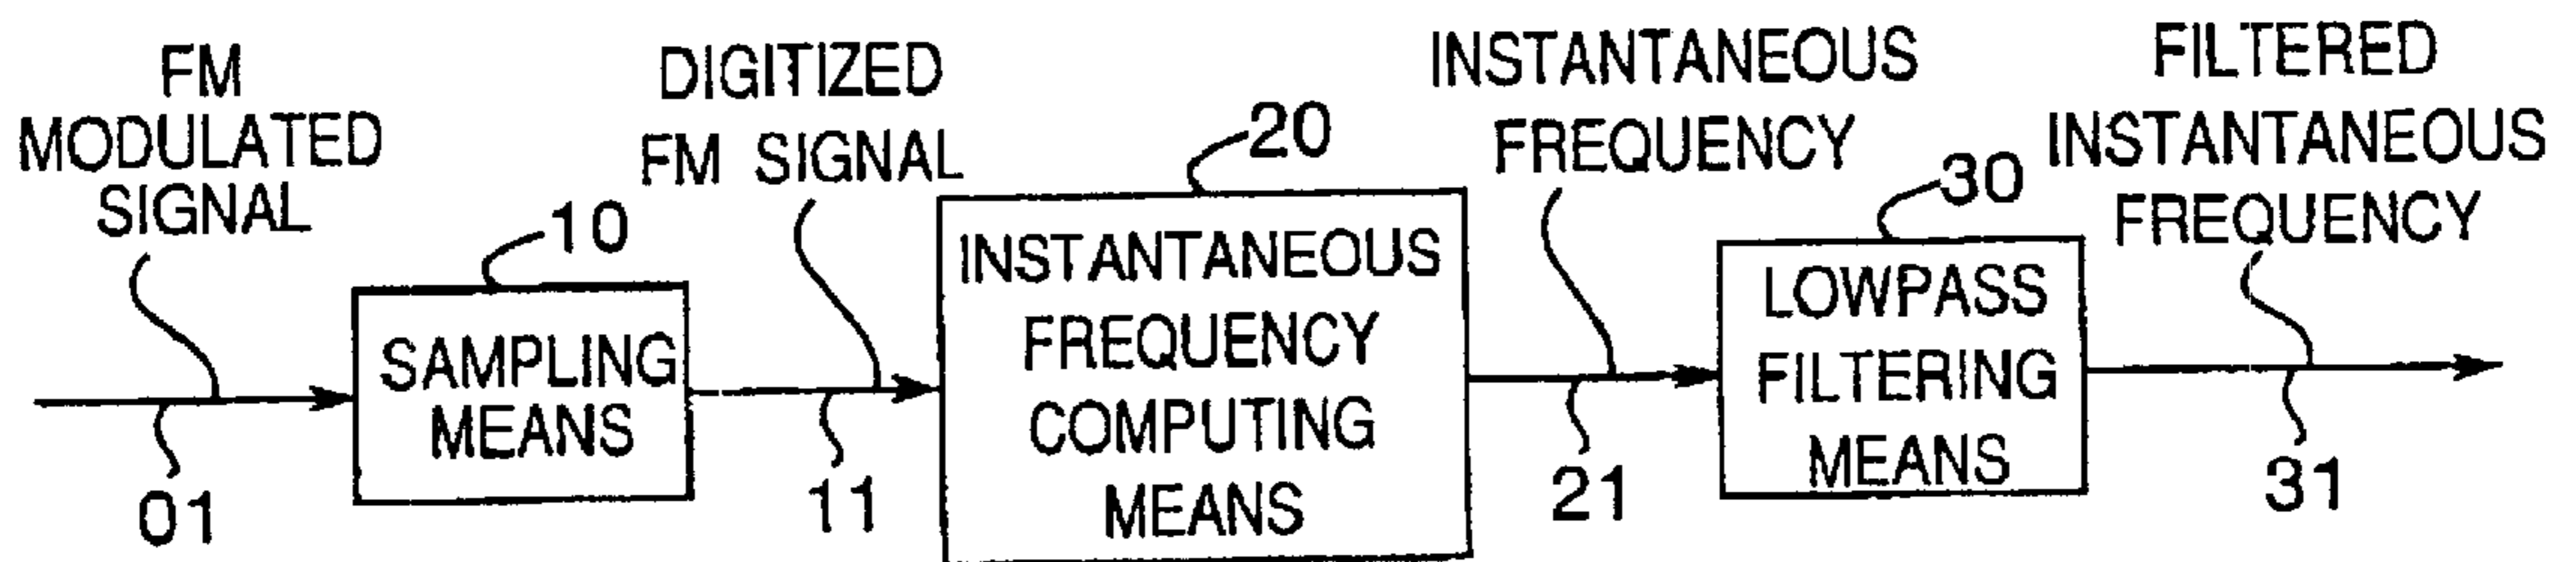 FM
MODULATED
SIGNAL
01
10
SAMPLING
MEANS
DIGITIZED
FM SIGNAL
11
20
INSTANTANEOUS
FREQUENCY
COMPUTING
MEANS
INSTANTANEOUS
FREQUENCY
21
30
LOWPASS
FILTERING
MEANS
FILTERED
INSTANTANEOUS
FREQUENCY
31